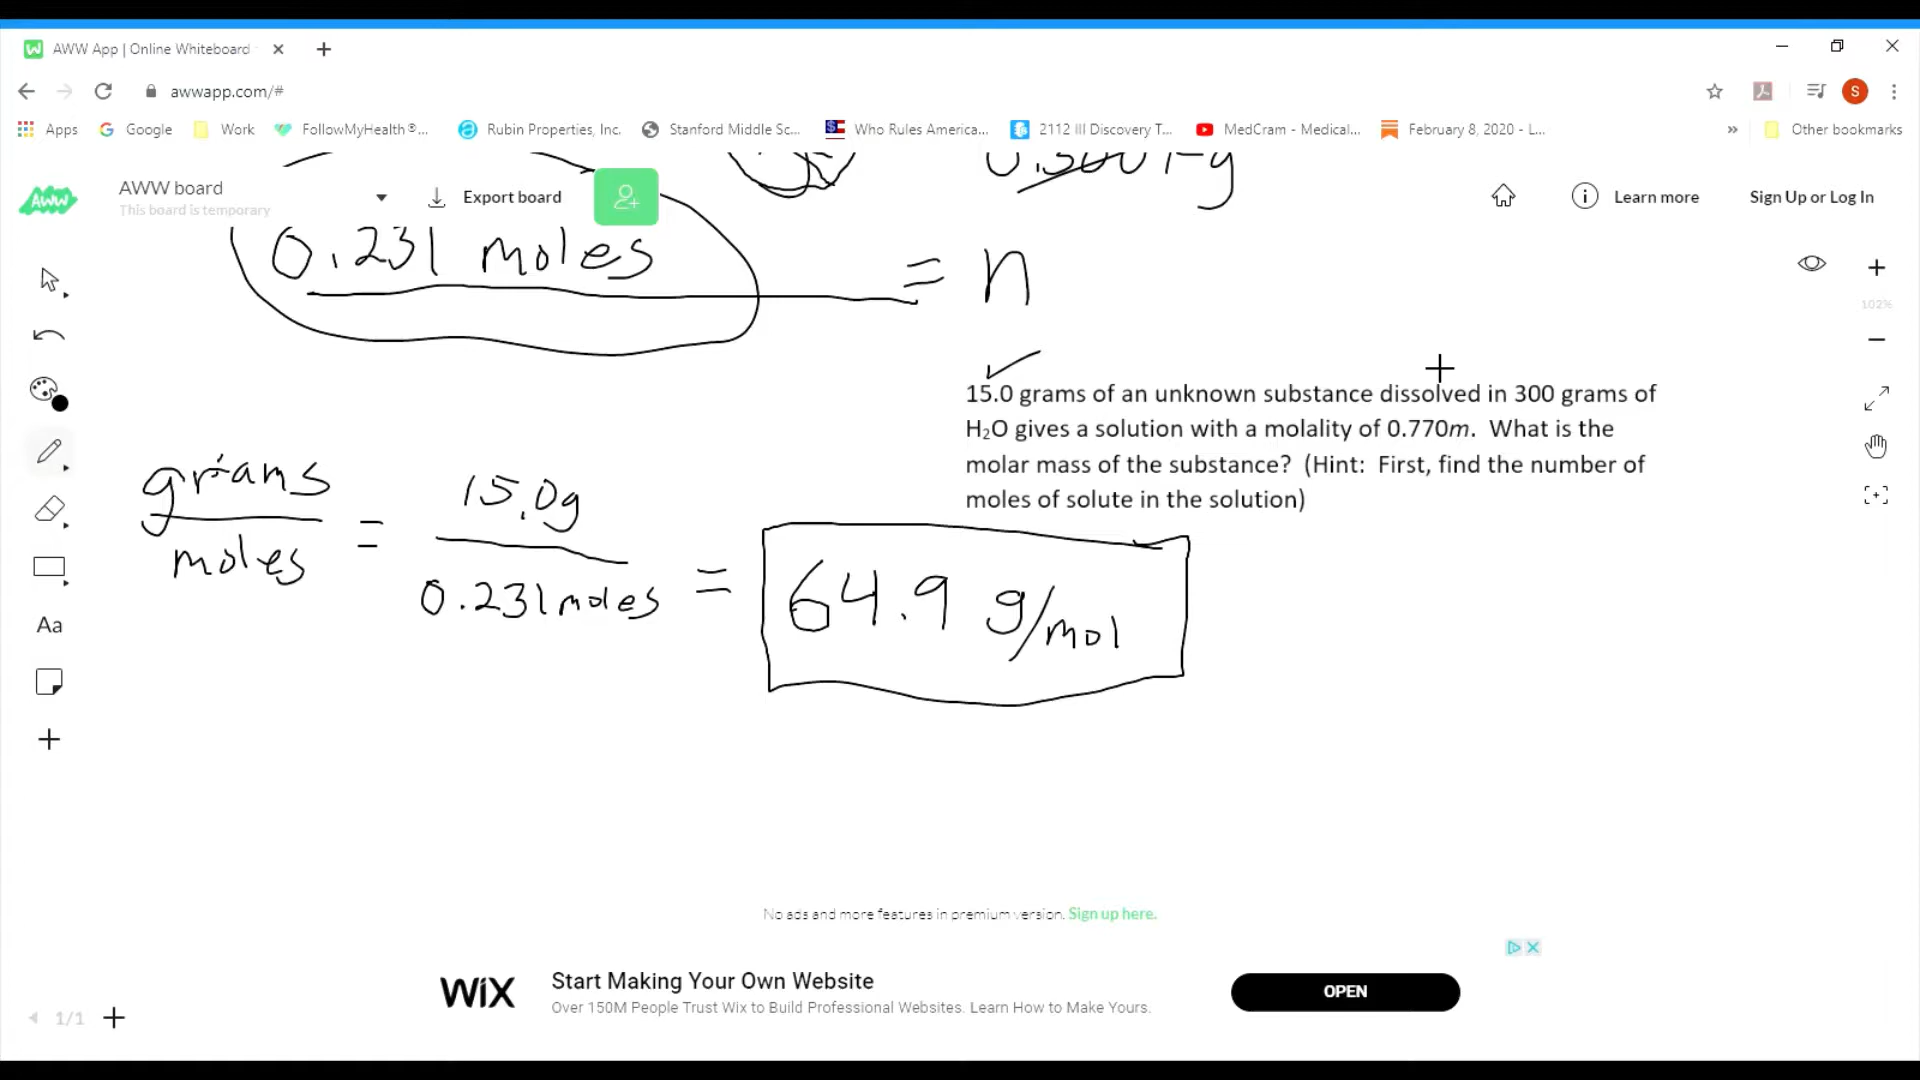 AWW App | Online Whiteboard
awwapp.com/#
Apps
Google
Work
FollowMyHealth®...
Rubin Properties, Inc.
Stanford Middle Sc...
Who Rules America...
2112 III Discovery T...
MedCram - Medical...
February 8, 2020 - L...
»
Other bookmarks
S
AWW
AWW board
This board is temporary
Export board
Learn more
Sign Up or Log In
102%
0.231 moles = n
15.0 grams of an unknown substance dissolved in 300 grams of
H₂O gives a solution with a molality of 0.770m. What is the
molar mass of the substance? (Hint: First, find the number of
moles of solute in the solution)
grams
moles
=
15.0g
0.231 moles
=
64.9 g/mol
Aa
No ads and more features in premium version. Sign up here.
WiX
Start Making Your Own Website
Over 150M People Trust Wix to Build Professional Websites. Learn How to Make Yours.
OPEN
1/1